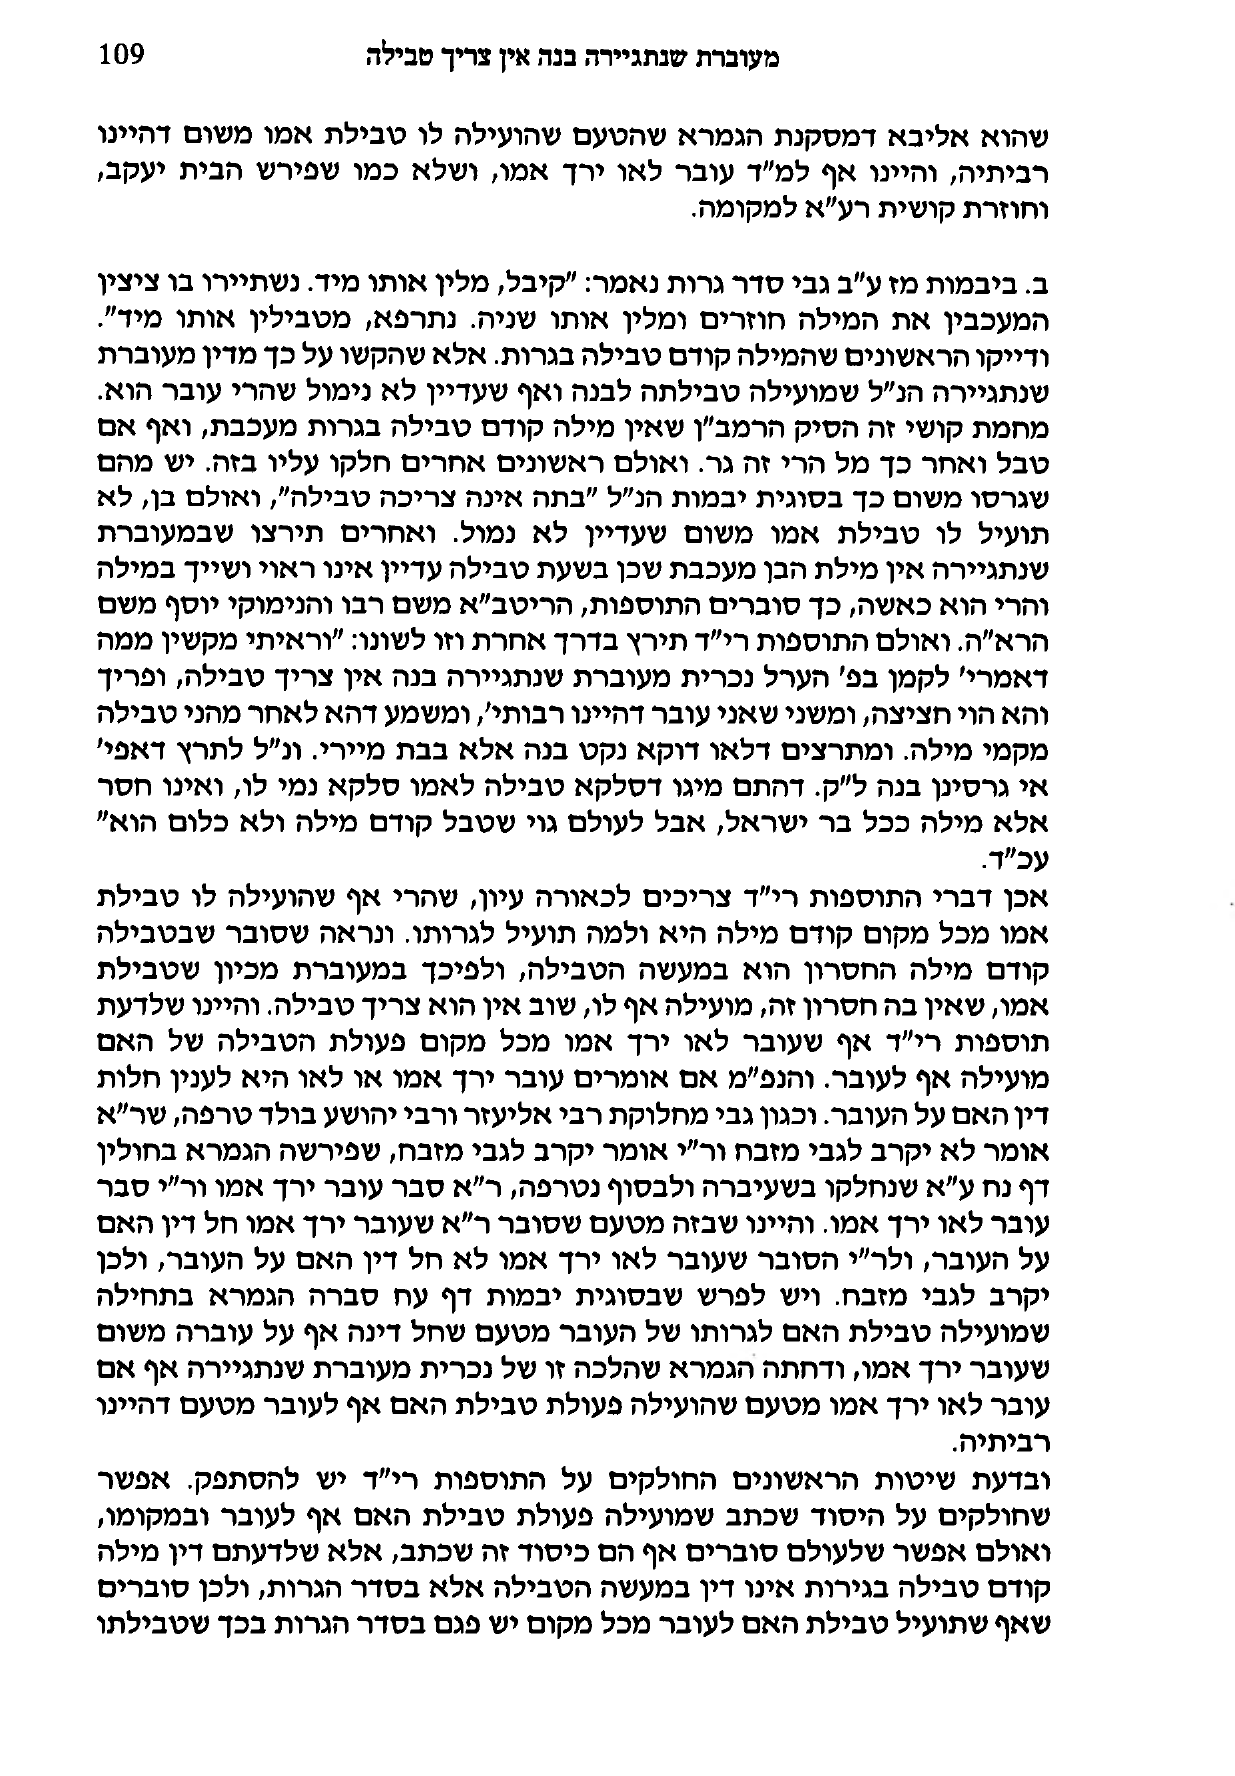 מעוברת שנתגיירה בנה אין צריך טבילה 109
שהוא אליבא דמסקנת הגמרא שהטעם שהועילה לו טבילת אמו משום דהיינו
רביתיה, והיינו אף למ"ד עובר לאו ירך אמו, ושלא כמו שפירש הבית יעקב,
וחוזרת קושית רע"א למקומה.
ב. ביבמות מז ע"ב גבי סדר גרות נאמר: "קיבל, מלין אותו מיד. נשתיירו בו ציצין
המעכבין את המילה חוזרים ומלין אותו שניה. נתרפא, מטבילין אותו מיד".
ודייקו הראשונים שהמילה קודם טבילה בגרות. אלא שהקשו על כך מדין מעוברת
שנתגיירה הנ"ל שמועילה טבילתה לבנה ואף שעדיין לא נימול שהרי עובר הוא.
מחמת קושי זה הסיק הרמב"ן שאין מילה קודם טבילה בגרות מעכבת, ואף אם
טבל ואחר כך מל הרי זה גר. ואולם ראשונים אחרים חלקו עליו בזה. יש מהם
שגרסו משום כך בסוגית יבמות הנ"ל "בתה אינה צריכה טבילה", ואולם בן, לא
תועיל לו טבילת אמו משום שעדיין לא נמול. ואחרים תירצו שבמעוברת
שנתגיירה אין מילת הבן מעכבת שכן בשעת טבילה עדיין אינו ראוי ושייך במילה
והרי הוא כאשה, כך סוברים התוספות, הריטב"א משם רבו והנימוקי יוסף משם
הרא"ה. ואולם התוספות רי"ד תירץ בדרך אחרת וזו לשונו: "וראיתי מקשין ממה
דאמרי' לקמן בפ' הערל נכרית מעוברת שנתגיירה בנה אין צריך טבילה, ופריך
והא הוי חציצה, ומשני שאני עובר דהיינו רבותי', ומשמע דהא לאחר מהני טבילה
מקמי מילה. ומתרצים דלאו דוקא נקט בנה אלא בבת מיירי. ונ"ל לתרץ דאפי'
אי גרסינן בנה ל"ק. דהתם מיגו דסלקא טבילה לאמו סלקא נמי לו, ואינו חסר
אלא מילה ככל בר ישראל, אבל לעולם גוי שטבל קודם מילה ולא כלום הוא"
עכ"ד.
אכן דברי התוספות רי"ד צריכים לכאורה עיון, שהרי אף שהועילה לו טבילת
אמו מכל מקום קודם מילה היא ולמה תועיל לגרותו. ונראה שסובר שבטבילה
קודם מילה החסרון הוא במעשה הטבילה, ולפיכך במעוברת מכיון שטבילת
אמו, שאין בה חסרון זה, מועילה אף לו, שוב אין הוא צריך טבילה. והיינו שלדעת
תוספות רי"ד אף שעובר לאו ירך אמו מכל מקום פעולת הטבילה של האם
מועילה אף לעובר. והנפ"מ אם אומרים עובר ירך אמו או לאו היא לענין חלות
דין האם על העובר. וכגון גבי מחלוקת רבי אליעזר ורבי יהושע בולד טרפה, שר"א
אומר לא יקרב לגבי מזבח ור"י אומר יקרב לגבי מזבח, שפירשה הגמרא בחולין
דף נח ע"א שנחלקו בשעיברה ולבסוף נטרפה, ר"א סבר עובר ירך אמו ור"י סבר
עובר לאו ירך אמו. והיינו שבזה מטעם שסובר ר"א שעובר ירך אמו חל דין האם
על העובר, ולר"י הסובר שעובר לאו ירך אמו לא חל דין האם על העובר, ולכן
יקרב לגבי מזבח. ויש לפרש שבסוגית יבמות דף עח סברה הגמרא בתחילה
שמועילה טבילת האם לגרותו של העובר מטעם שחל דינה אף על עוברה משום
שעובר ירך אמו, ודחתה הגמרא שהלכה זו של נכרית מעוברת שנתגיירה אף אם
עובר לאו ירך אמו מטעם שהועילה פעולת טבילת האם אף לעובר מטעם דהיינו
רביתיה.
ובדעת שיטות הראשונים החולקים על התוספות רי"ד יש להסתפק. אפשר
שחולקים על היסוד שכתב שמועילה פעולת טבילת האם אף לעובר ובמקומו,
ואולם אפשר שלעולם סוברים אף הם כיסוד זה שכתב, אלא שלדעתם דין מילה
קודם טבילה בגירות אינו דין במעשה הטבילה אלא בסדר הגרות, ולכן סוברים
שאף שתועיל טבילת האם לעובר מכל מקום יש פגם בסדר הגרות בכך שטבילתו